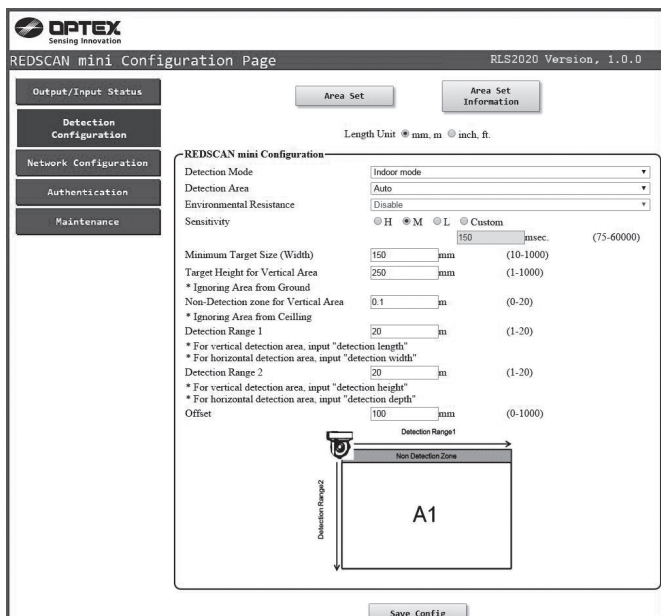 OPTEX
Sensing Innovation
REDSCAN mini Configuration Page RLS2020 Version, 1.0.0
Output/Input Status
Detection
Configuration
Network Configuration
Authentication
Maintenance
Area Set
Area Set
Information
Length Unit mm, m inch, ft.
REDSCAN mini Configuration
Detection Mode Indoor mode
Detection Area Auto
Environmental Resistance Disable
Sensitivity H M L Custom
150 msec. (75-60000)
Minimum Target Size (Width) 150 mm (10-1000)
Target Height for Vertical Area 250 mm (1-1000)
* Ignoring Area from Ground
Non-Detection zone for Vertical Area 0.1 m (0-20)
* Ignoring Area from Ceilling
Detection Range 1 20 m (1-20)
* For vertical detection area, input "detection length"
* For horizontal detection area, input "detection width"
Detection Range 2 20 m (1-20)
* For vertical detection area, input "detection height"
* For horizontal detection area, input "detection depth"
Offset 100 mm (0-1000)
Detection Range1
Non Detection Zone
Detection Range2
A1
Save Config